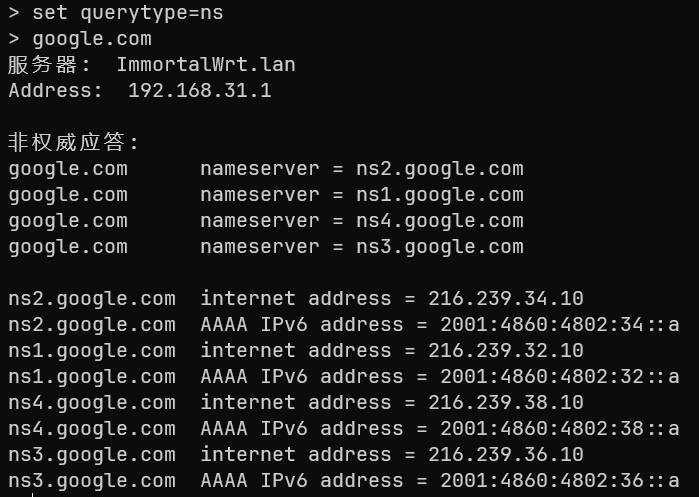 > set querytype=ns
> google.com
服务器:  ImmortalWrt.lan
Address:  192.168.31.1

非权威应答:
google.com      nameserver = ns2.google.com
google.com      nameserver = ns1.google.com
google.com      nameserver = ns4.google.com
google.com      nameserver = ns3.google.com

ns2.google.com  internet address = 216.239.34.10
ns2.google.com  AAAA IPv6 address = 2001:4860:4802:34::a
ns1.google.com  internet address = 216.239.32.10
ns1.google.com  AAAA IPv6 address = 2001:4860:4802:32::a
ns4.google.com  internet address = 216.239.38.10
ns4.google.com  AAAA IPv6 address = 2001:4860:4802:38::a
ns3.google.com  internet address = 216.239.36.10
ns3.google.com  AAAA IPv6 address = 2001:4860:4802:36::a